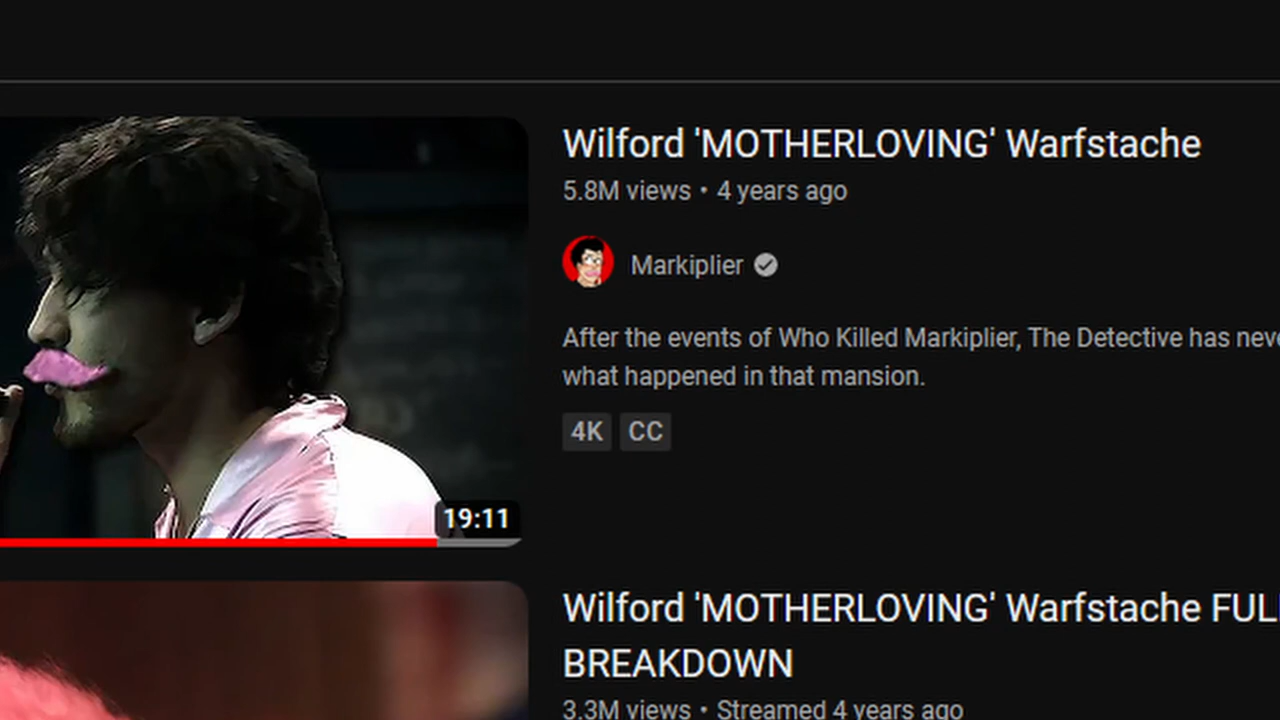 Wilford 'MOTHERLOVING' Warfstache
5.8M views • 4 years ago
Markiplier
After the events of Who Killed Markiplier, The Detective has
what happened in that mansion.
4K CC
19:11
Wilford 'MOTHERLOVING' Warfstache
BREAKDOWN
3.3M views • Streamed 4 years ago